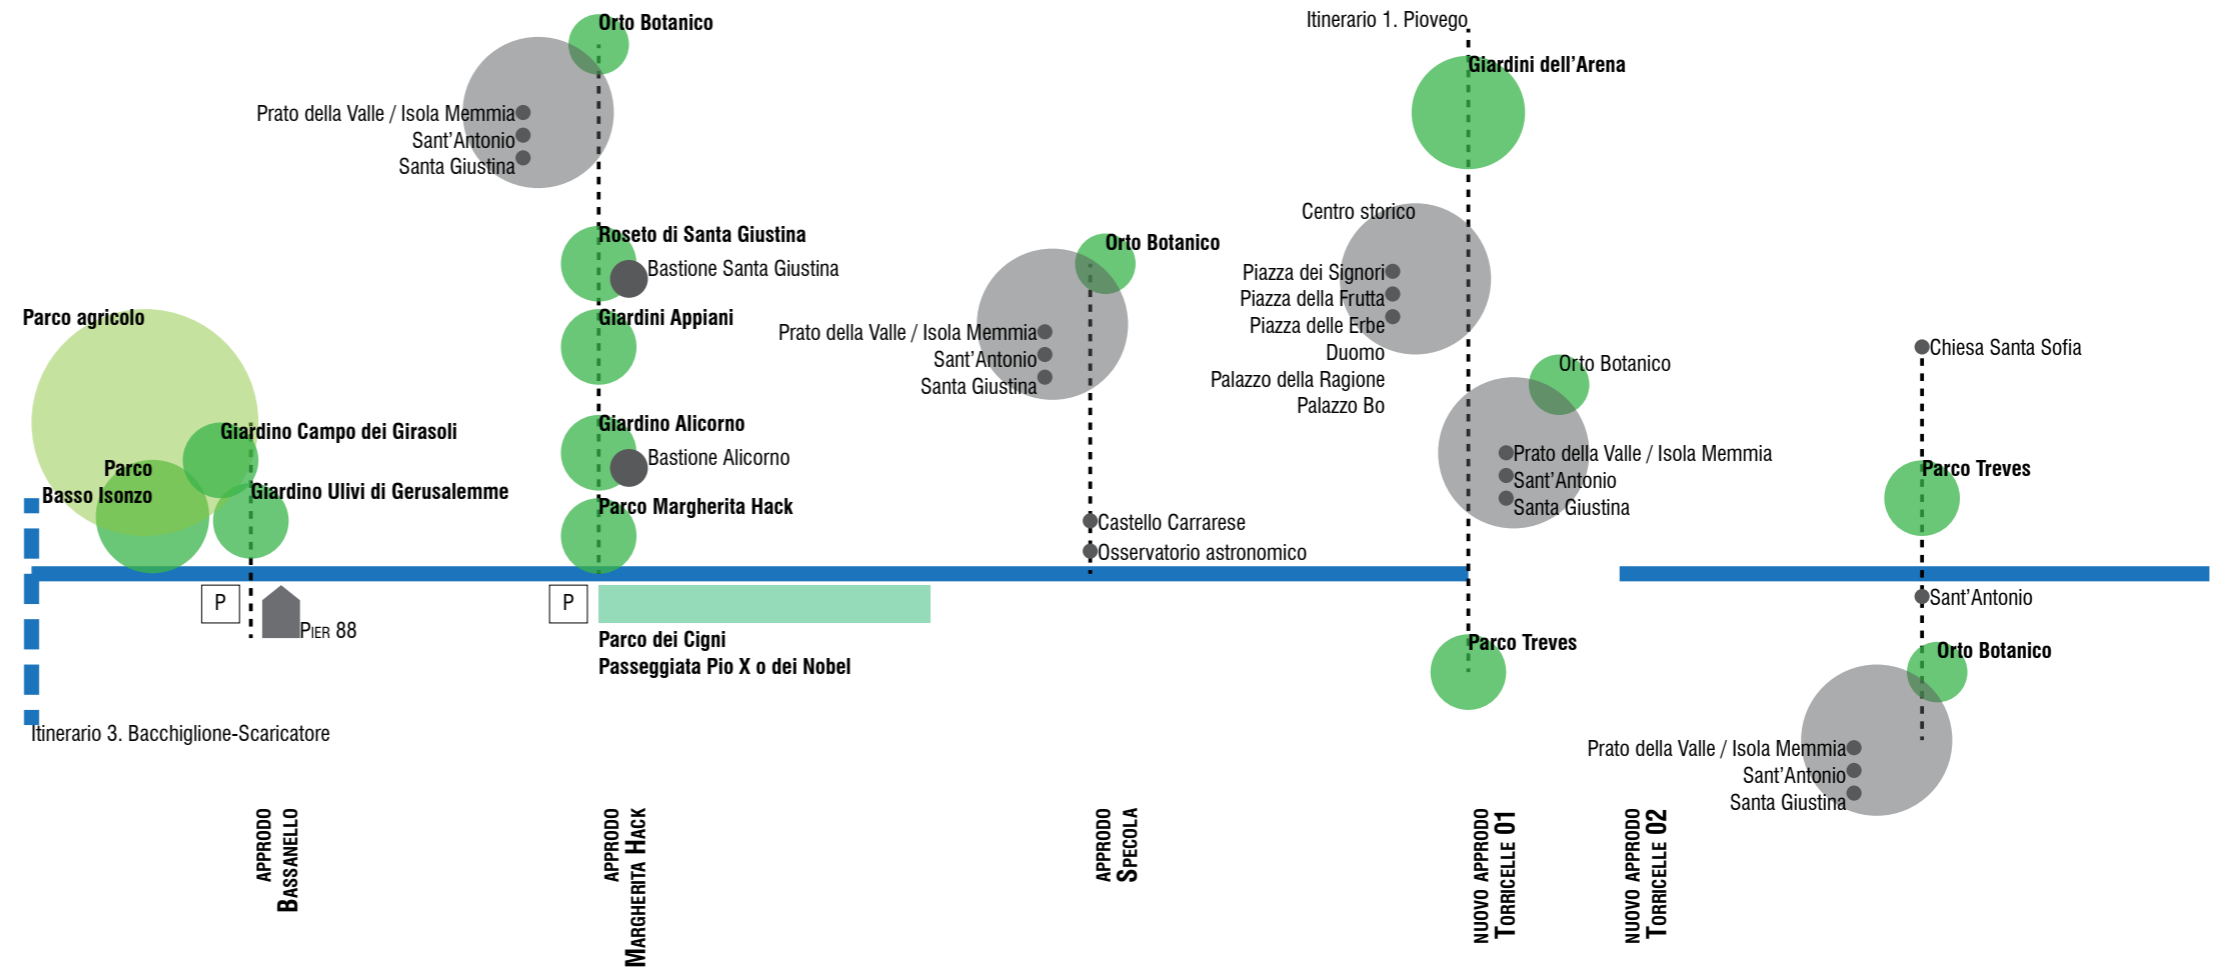 Orto Botanico
Prato della Valle / Isola Memmia
Sant’Antonio
Santa Giustina
Roseto di Santa Giustina
Bastione Santa Giustina
Giardini Appiani
Giardino Alicorno
Bastione Alicorno
Parco Margherita Hack
Parco agricolo
Giardino Campo dei Girasoli
Parco
Basso Isonzo
Giardino Ulivi di Gerusalemme
P
PIER 88
P
Parco dei Cigni
Passeggiata Pio X o dei Nobel
Itinerario 3. Bacchiglione-Scaricatore
Orto Botanico
Prato della Valle / Isola Memmia
Sant’Antonio
Santa Giustina
Castello Carrarese
Osservatorio astronomico
Itinerario 1. Piovego
Giardini dell’Arena
Centro storico
Piazza dei Signori
Piazza della Frutta
Piazza delle Erbe
Duomo
Palazzo della Ragione
Palazzo Bo
Orto Botanico
Prato della Valle / Isola Memmia
Sant’Antonio
Santa Giustina
Parco Treves
Chiesa Santa Sofia
Parco Treves
Sant’Antonio
Orto Botanico
Prato della Valle / Isola Memmia
Sant’Antonio
Santa Giustina
APPRODO
BASSANELLO
APPRODO
MARGHERITA HACK
APPRODO
SPECOLA
NUOVO APPRODO
TORRICELLE 01
NUOVO APPRODO
TORRICELLE 02